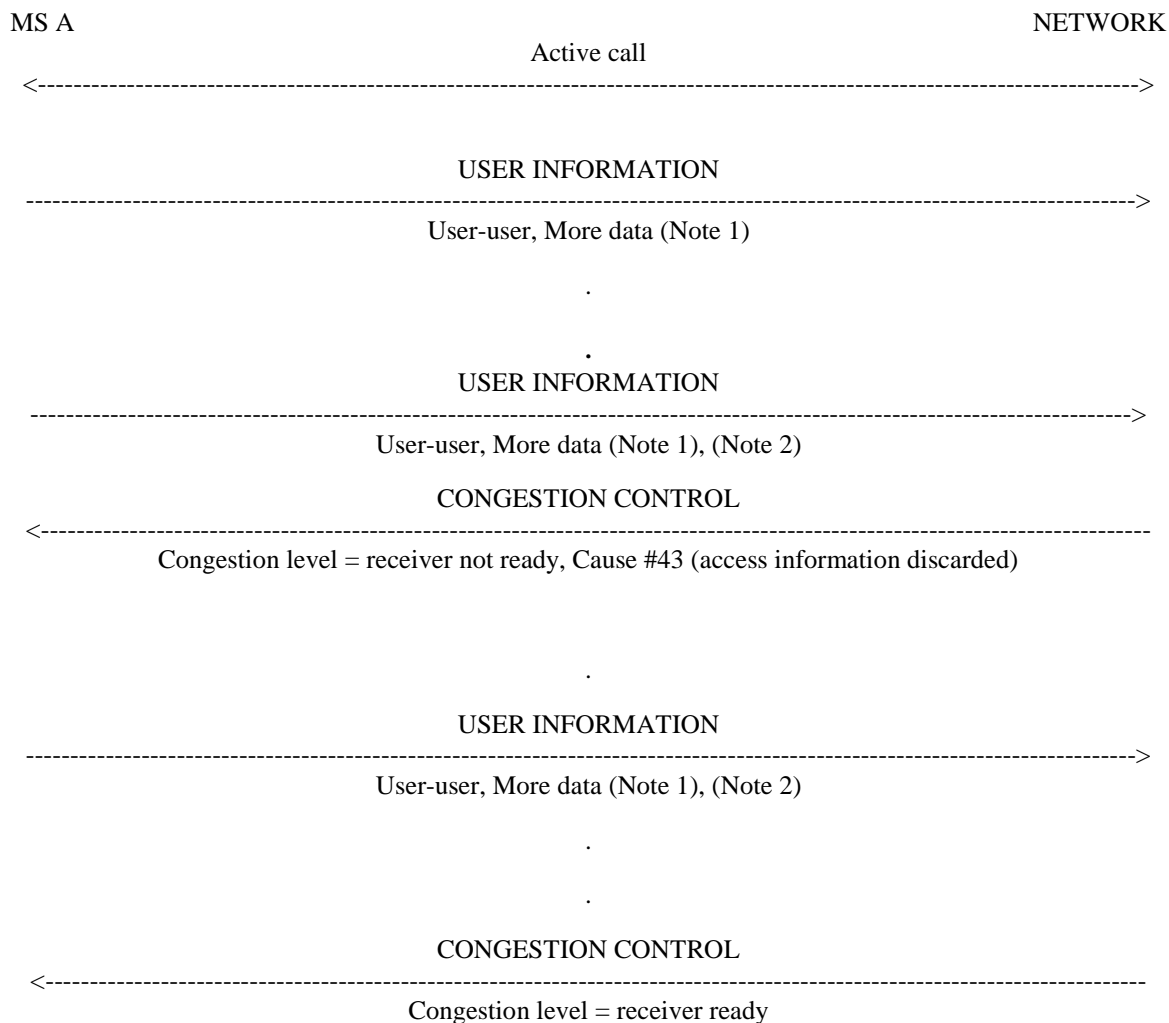 MS A NETWORK
Active call
<-------------------------------------------------------------------------------------------------------------------------->
USER INFORMATION
--------------------------------------------------------------------------------------------------------------------------->
User-user, More data (Note 1)
.
.
USER INFORMATION
-------------------------------------------------------------------------------------------------------------------------->
User-user, More data (Note 1), (Note 2)
CONGESTION CONTROL
<---------------------------------------------------------------------------------------------------------------------------
Congestion level = receiver not ready, Cause #43 (access information discarded)
.
USER INFORMATION
--------------------------------------------------------------------------------------------------------------------------->
User-user, More data (Note 1), (Note 2)
.
.
CONGESTION CONTROL
<--------------------------------------------------------------------------------------------------------------------------
Congestion level = receiver ready